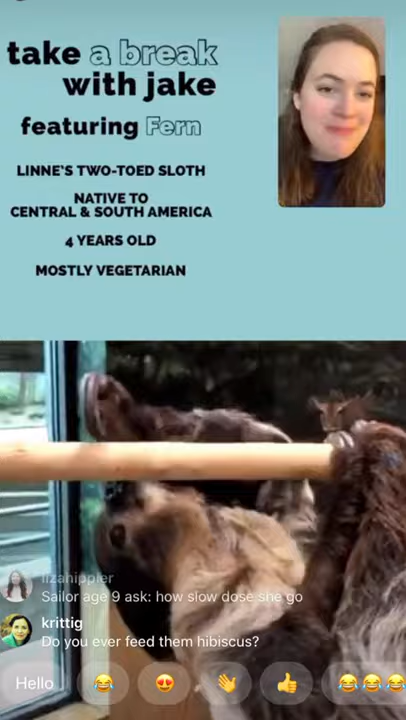 take a break
with jake
featuring Fern
LINNE'S TWO-TOED SLOTH
NATIVE TO
CENTRAL & SOUTH AMERICA
4 YEARS OLD
MOSTLY VEGETARIAN
lizahippler
Sailor age 9 ask: how slow dose she go
krittig
Do you ever feed them hibiscus?
Hello